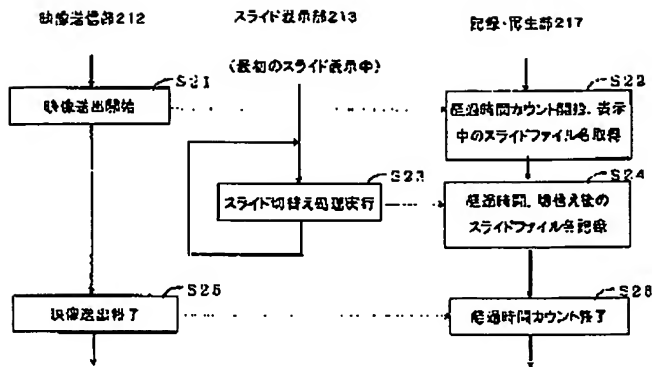 映像送信部212
スライド表示部213
記録・再生部217
(最初のスライド表示中)
S21
映像送出開始
S22
経過時間カウント開始、表示
中のスライドファイル名取得
S23
スライド切替え処理実行
S24
経過時間、切替え後の
スライドファイル名記録
S25
映像送出終了
S26
経過時間カウント終了